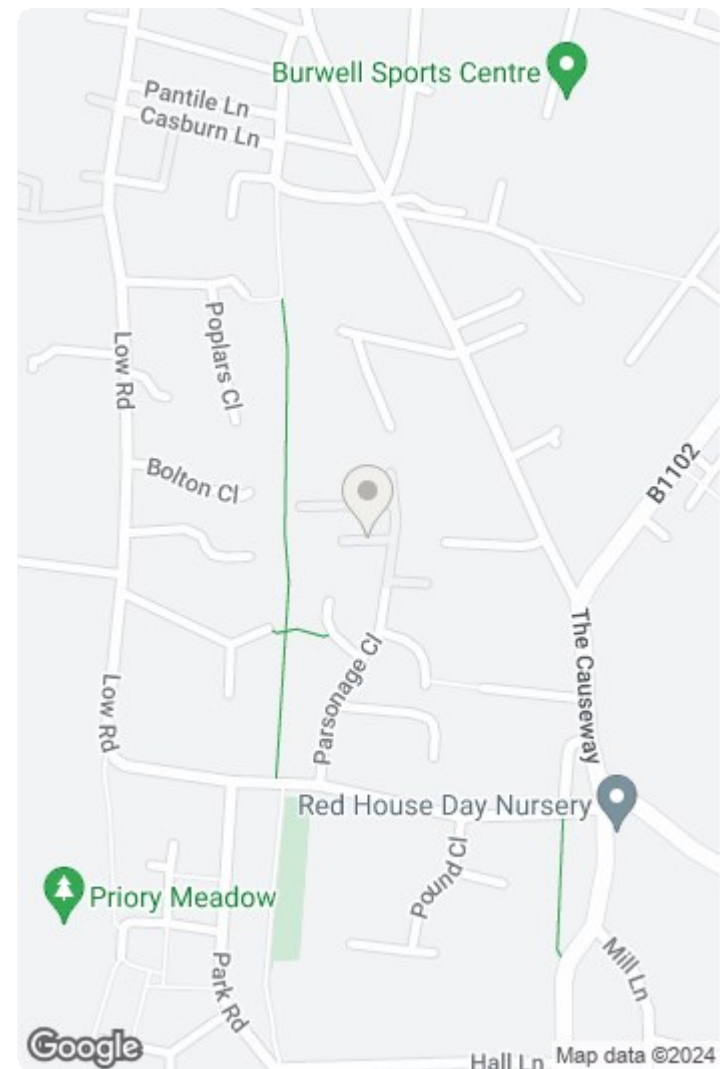 Burwell Sports Centre
Pantile Ln
Casburn Ln
Poplars Cl
Low Rd
Bolton Cl
B1102
The Causeway
Parsonage Cl
Low Rd
Red House Day Nursery
Pound Cl
Priory Meadow
Park Rd
Mill Ln
Google
Hall Ln
Map data ©2024